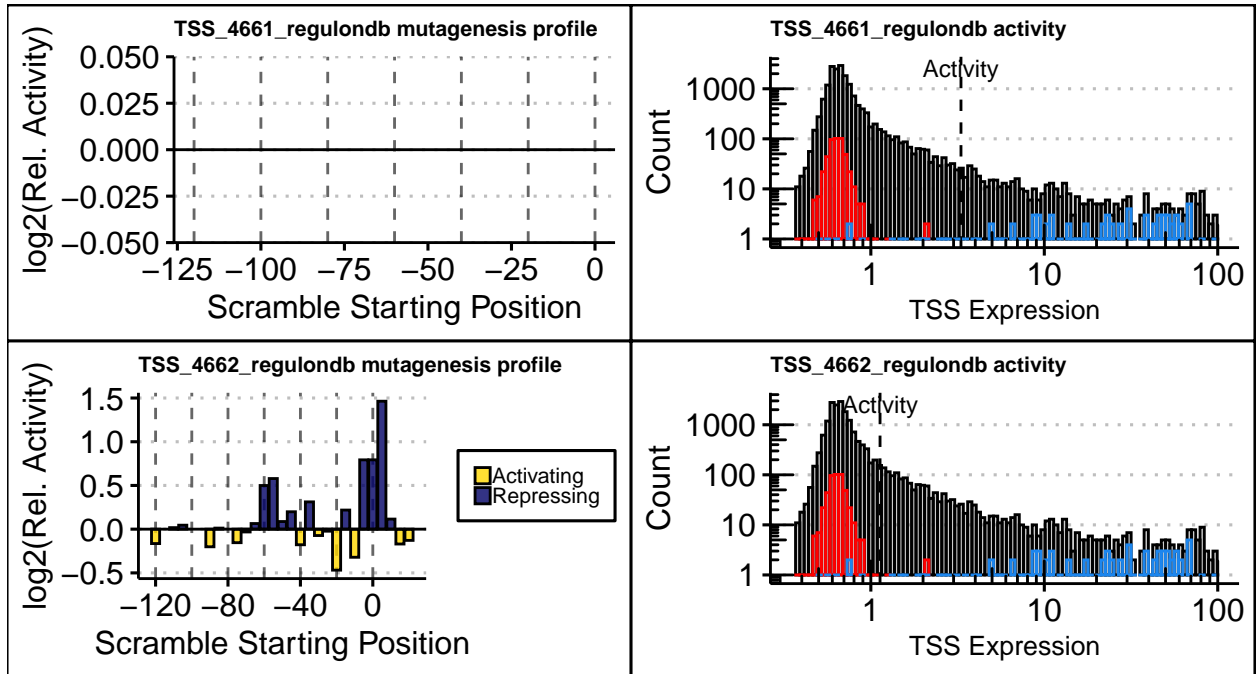 TSS_4661_regulondb mutagenesis profile
log2(Rel. Activity)
0.050
0.025
0.000
−0.025
−0.050
−125 −100 −75 −50 −25 0
Scramble Starting Position
TSS_4661_regulondb activity
Activity
Count
1000
100
10
1
1 10 100
TSS Expression
TSS_4662_regulondb mutagenesis profile
log2(Rel. Activity)
1.5
1.0
0.5
0.0
−0.5
−120 −80 −40 0
Scramble Starting Position
Activating
Repressing
TSS_4662_regulondb activity
Activity
Count
1000
100
10
1
1 10 100
TSS Expression